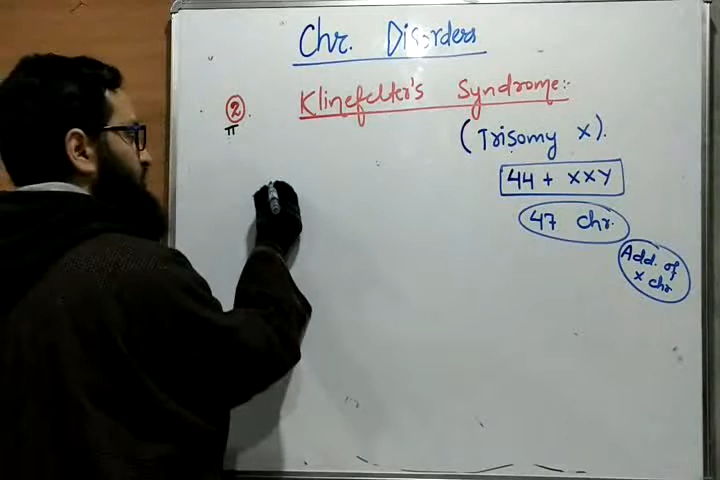 Chr. Disorders
② Klinefelter's Syndrome:-
(Trisomy X).
44 + XXY
47 chr.
Add. of
x chr